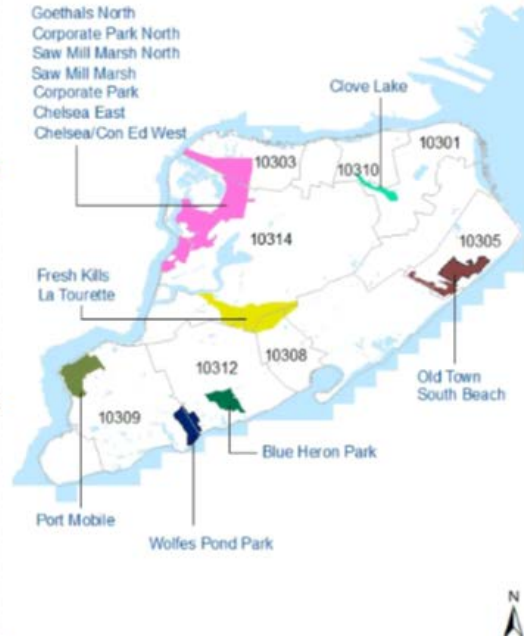 Goethals North
Corporate Park North
Saw Mill Marsh North
Saw Mill Marsh
Corporate Park
Chelsea East
Chelsea/Con Ed West
Clove Lake
10303
10310
10301
10314
10305
Fresh Kills
La Tourette
10312
10308
10309
Old Town
South Beach
Blue Heron Park
Port Mobile
Wolfes Pond Park
N